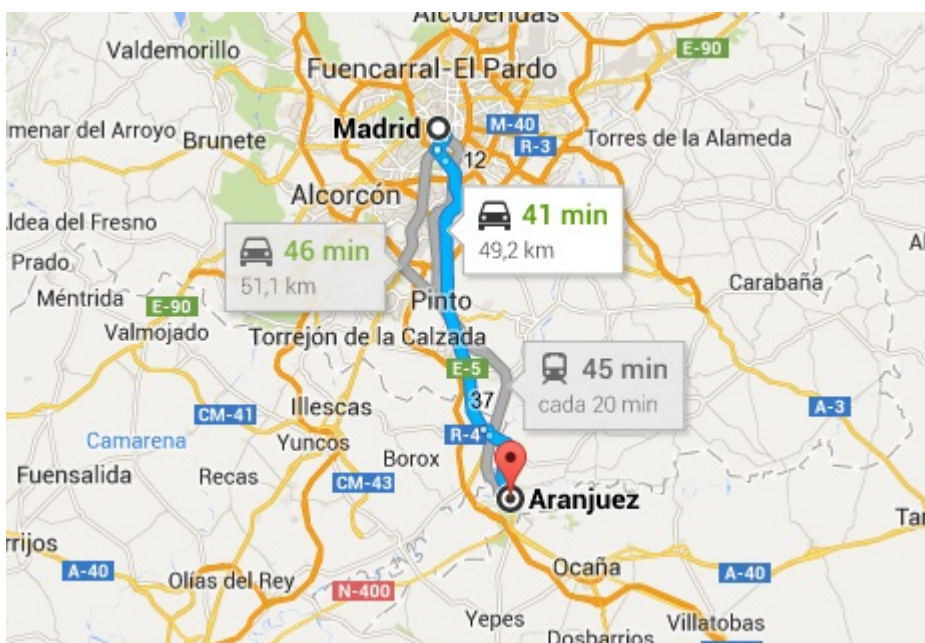 Alcobendas
Valdemorillo
E-90
Fuencarral-El Pardo
Madrid
M-40
menar del Arroyo
Brunete
R-3
Torres de la Alameda
12
Alcorcón
41 min
49,2 km
ldea del Fresno
46 min
51,1 km
Prado
Carabaña
Méntrida
E-90
Pinto
Valmojado
Torrejón de la Calzada
E-5
45 min
cada 20 min
37
Illescas
CM-41
A-3
Camarena
Yuncos
R-4
Borox
Fuensalida
Recas
CM-43
Aranjuez
Tar
rrijos
A-40
Olías del Rey
Ocaña
A-40
N-400
Yepes
Villatobas
Dosbarrios